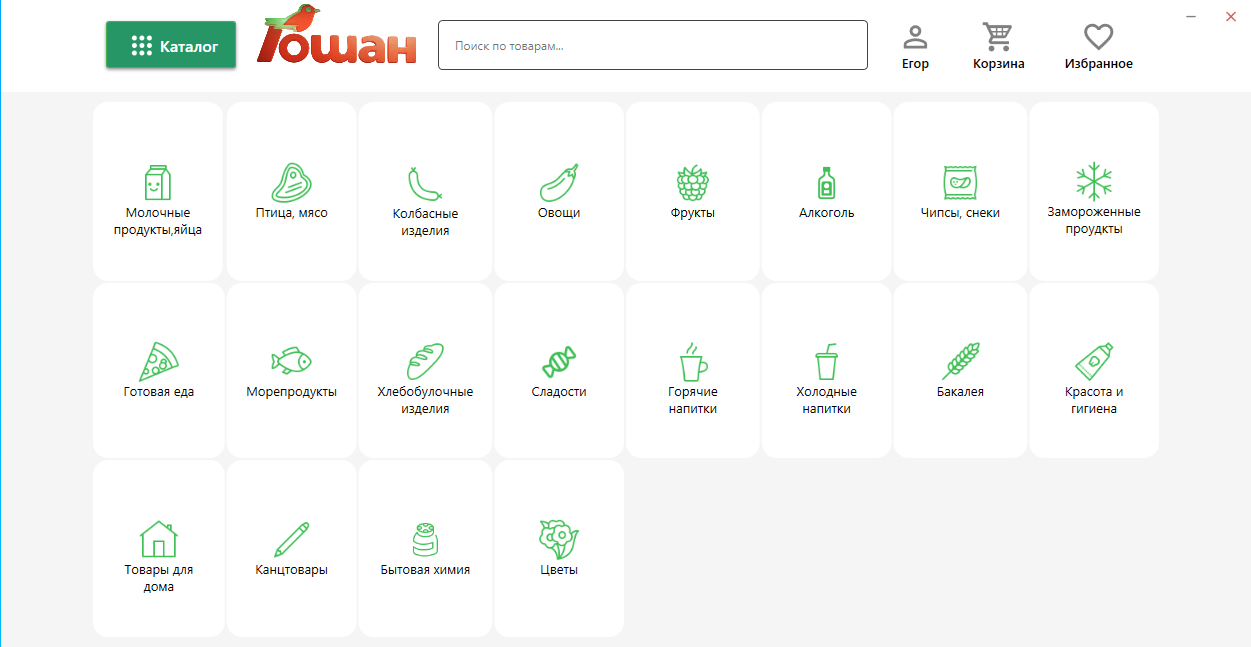 Каталог
Гошан
Поиск по товарам...
Егор
Корзина
Избранное
Молочные
продукты,яйца
Птица, мясо
Колбасные
изделия
Овощи
Фрукты
Алкоголь
Чипсы, снеки
Замороженные
проудкты
Готовая еда
Морепродукты
Хлебобулочные
изделия
Сладости
Горячие
напитки
Холодные
напитки
Бакалея
Красота и
гигиена
Товары для
дома
Канцтовары
Бытовая химия
Цветы